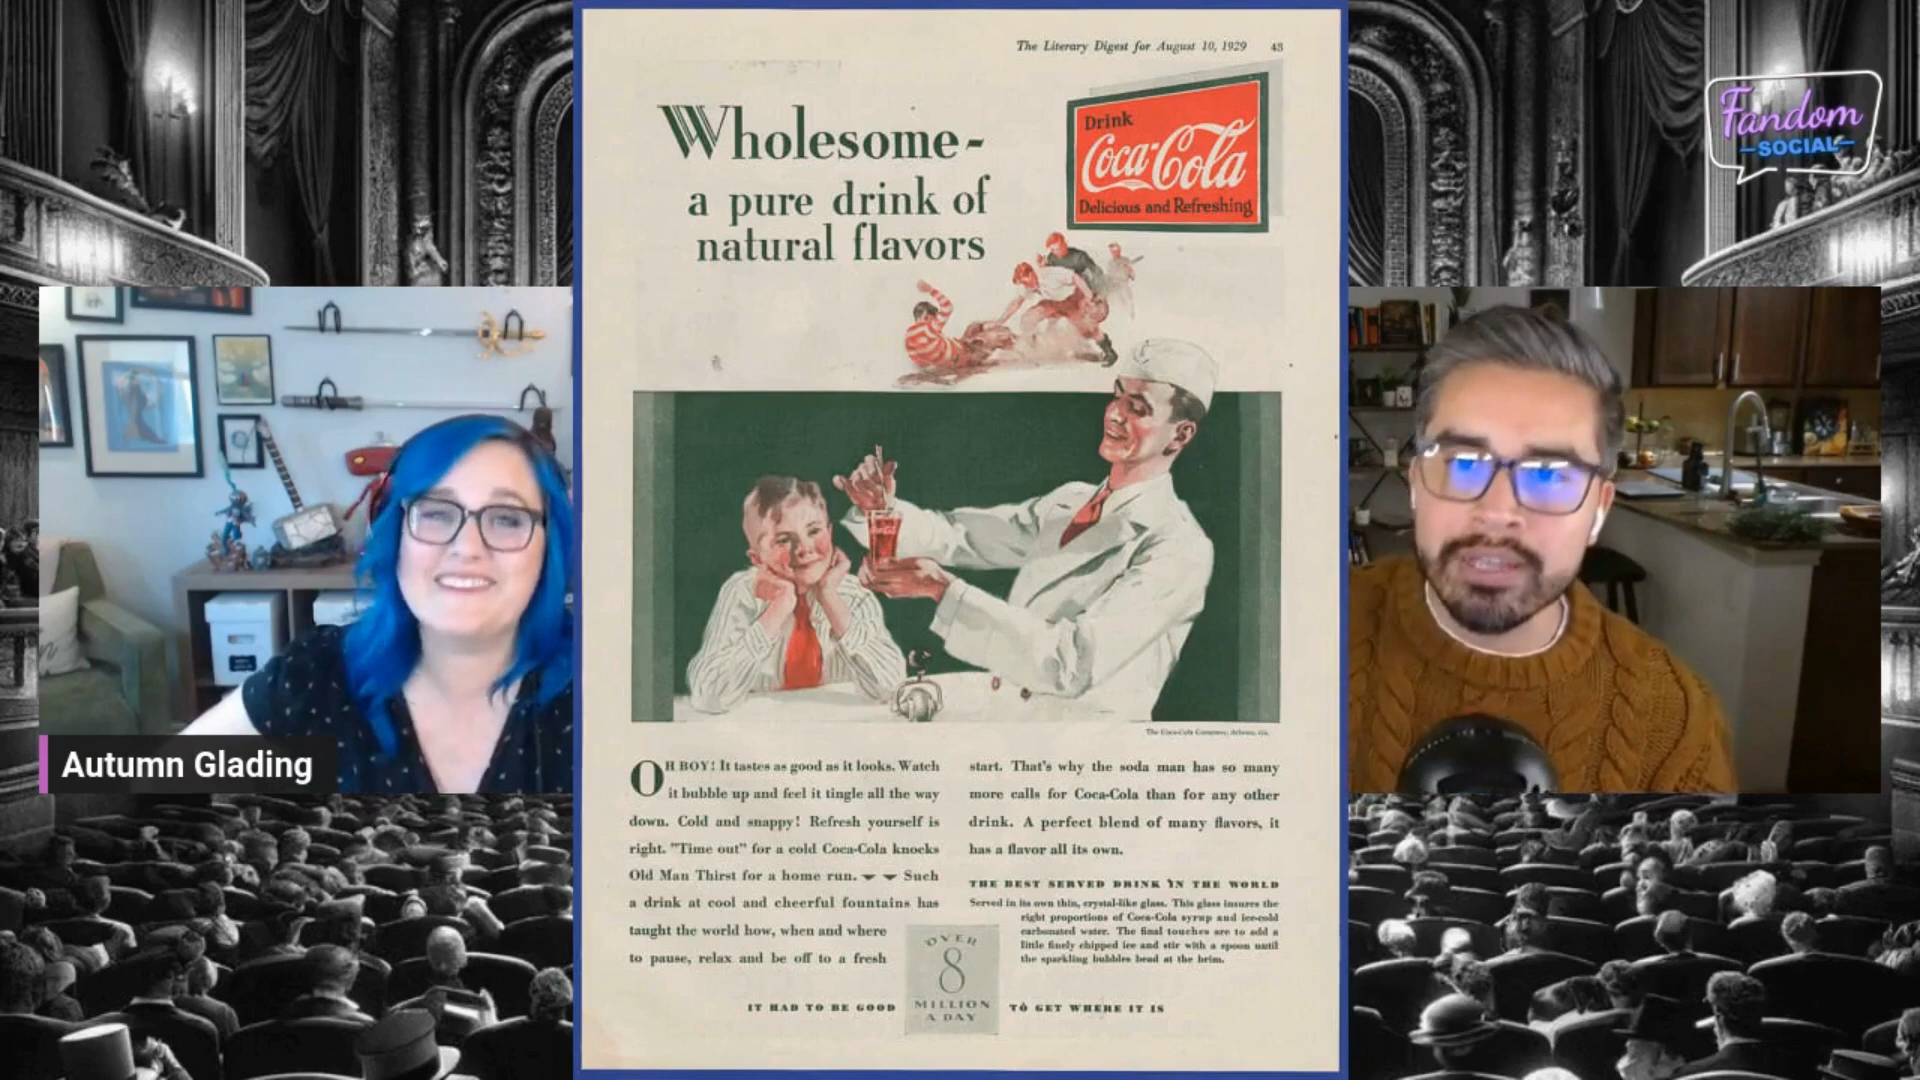 The Literary Digest for August 10, 1929 43
Wholesome-
a pure drink of
natural flavors
Drink
Coca-Cola
Delicious and Refreshing
Fandom
SOCIAL
Autumn Glading
The Coca-Cola Company, Atlanta, Ga.
OH BOY! It tastes as good as it looks. Watch
it bubble up and feel it tingle all the way
down. Cold and snappy! Refresh yourself is
right. "Time out" for a cold Coca-Cola knocks
Old Man Thirst for a home run. Such
a drink at cool and cheerful fountains has
taught the world how, when and where
to pause, relax and be off to a fresh
start. That's why the soda man has so many
more calls for Coca-Cola than for any other
drink. A perfect blend of many flavors, it
has a flavor all its own.
THE BEST SERVED DRINK IN THE WORLD
Served in its own thin, crystal-like glass. This glass insures the
right proportions of Coca-Cola syrup and ice-cold
carbonated water. The final touches are to add a
little finely chipped ice and stir with a spoon until
the sparkling bubbles bead at the brim.
OVER
8
MILLION
A DAY
IT HAD TO BE GOOD TO GET WHERE IT IS